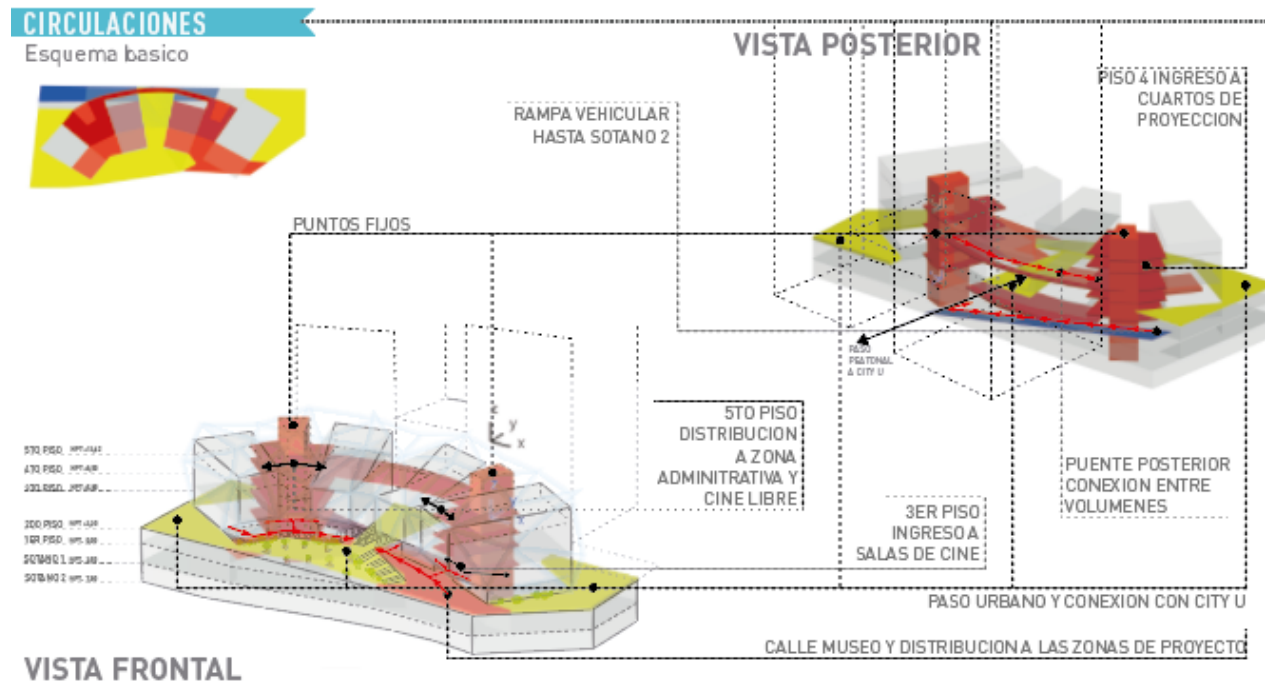 CIRCULACIONES
Esquema basico
VISTA POSTERIOR
PISO 4 INGRESO A
CUARTOS DE
PROYECCION
RAMPA VEHICULAR
HASTA SOTANO 2
PUNTOS FIJOS
PASO
PEATONAL
A CITY U
5TO PISO
DISTRIBUCION
A ZONA
ADMINITRATIVA Y
CINE LIBRE
PUENTE POSTERIOR
CONEXION ENTRE
VOLUMENES
3ER PISO
INGRESO A
SALAS DE CINE
z
y
x
5TO PISO
4TO PISO
2DO PISO
1ER PISO
SOTANO 1
SOTANO 2
PASO URBANO Y CONEXION CON CITY U
CALLE MUSEO Y DISTRIBUCION A LAS ZONAS DE PROYECTO
VISTA FRONTAL